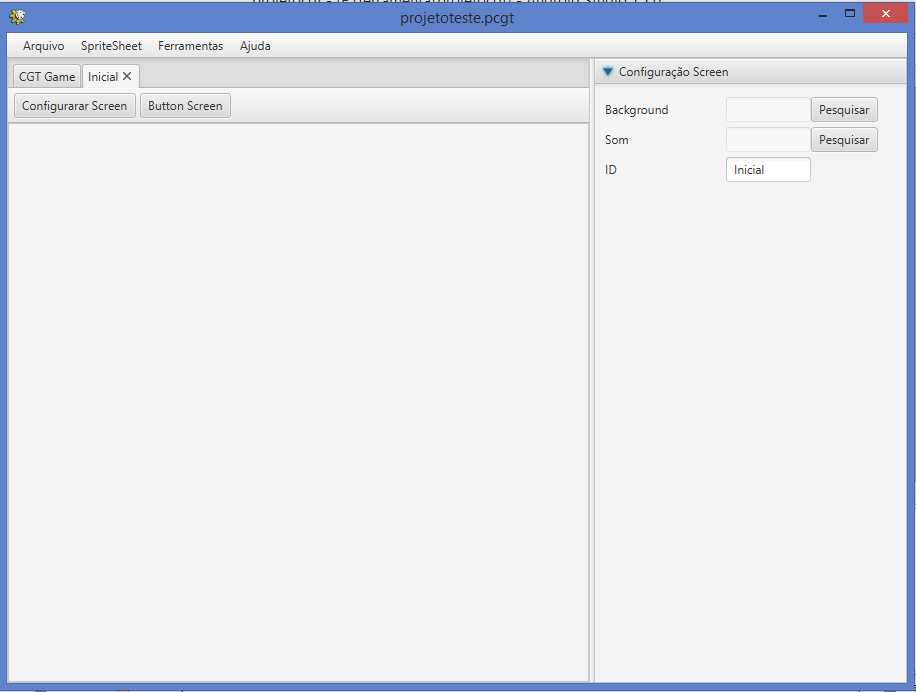 projetoteste.pcgt
Arquivo SpriteSheet Ferramentas Ajuda
CGT Game Inicial
Configurarar Screen Button Screen
Configuração Screen
Background Pesquisar
Som Pesquisar
ID Inicial